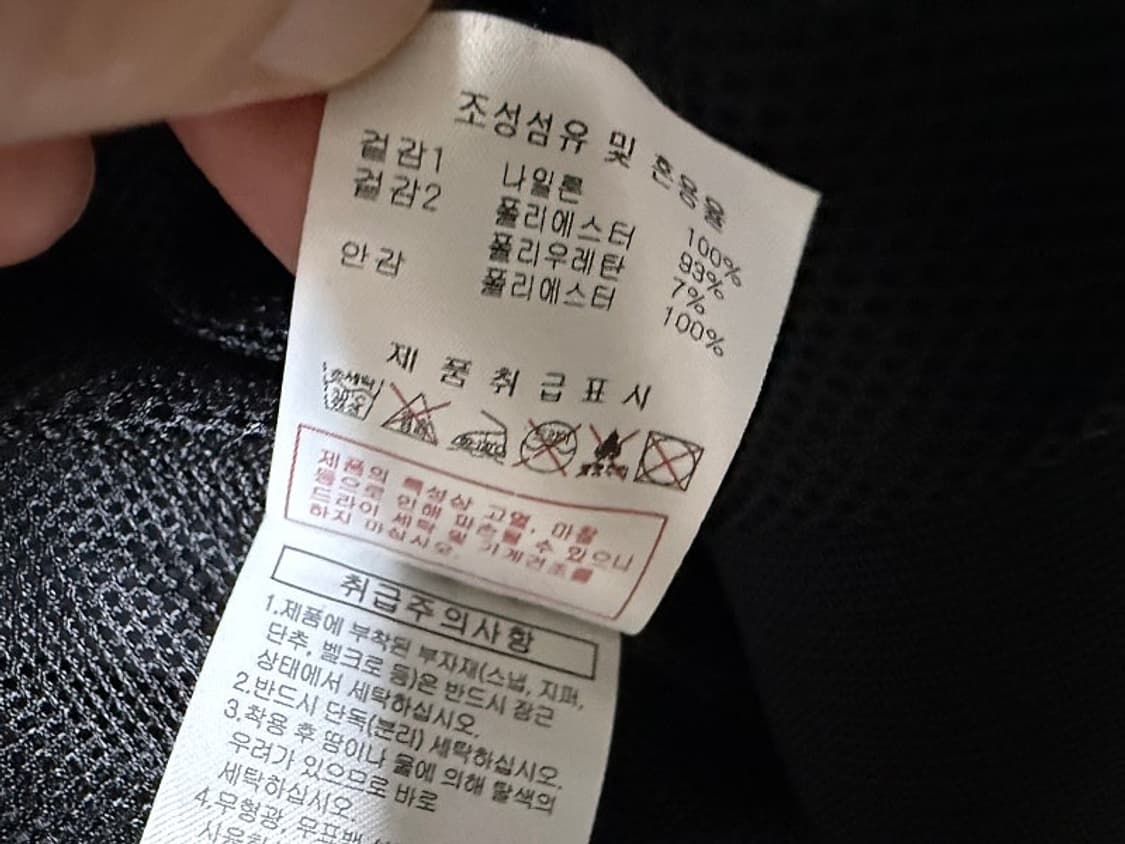 조성섬유 및 혼용율
겉감1 나일론 100%
겉감2 폴리에스터 93%
폴리우레탄 7%
안감 폴리에스터 100%
제 품 취 급 표 시
손세탁
제품의 특성상 고열, 마찰
등으로 인해 파손될 수 있으니
드라이 세탁 및 기계건조를
하지 마십시오.
취급주의사항
1.제품에 부착된 부자재(스냅, 지퍼,
단추, 벨크로 등)은 반드시 잠근
상태에서 세탁하십시오.
2.반드시 단독(분리) 세탁하십시오.
3.착용 후 땀이나 물에 의해 탈색의
우려가 있으므로 바로
세탁하십시오.
4.무형광, 무표백